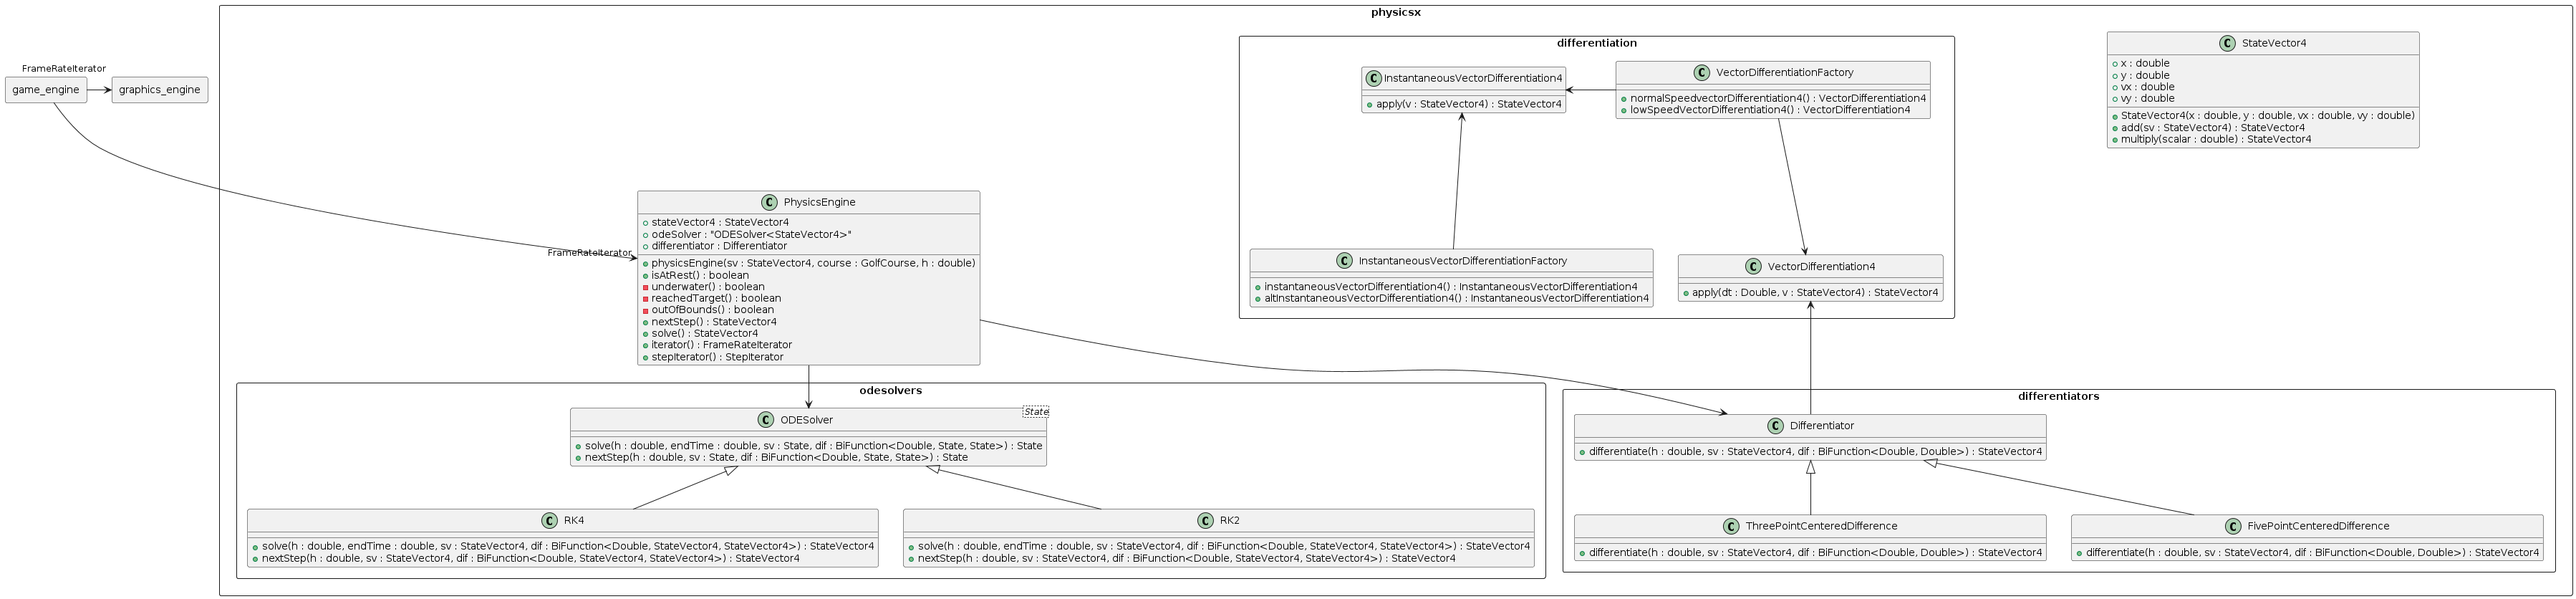 physicsx
FrameRateIterator
game_engine
graphics_engine
differentiation
C InstantaneousVectorDifferentiation4
apply(v : StateVector4) : StateVector4
C VectorDifferentiationFactory
normalSpeedvectorDifferentiation4() : VectorDifferentiation4
lowSpeedVectorDifferentiation4() : VectorDifferentiation4
C StateVector4
x : double
y : double
vx : double
vy : double
StateVector4(x : double, y : double, vx : double, vy : double)
add(sv : StateVector4) : StateVector4
multiply(scalar : double) : StateVector4
C PhysicsEngine
stateVector4 : StateVector4
odeSolver : "ODESolver<StateVector4>"
differentiator : Differentiator
FrameRateIterator
physicsEngine(sv : StateVector4, course : GolfCourse, h : double)
isAtRest() : boolean
underwater() : boolean
reachedTarget() : boolean
outOfBounds() : boolean
nextStep() : StateVector4
solve() : StateVector4
iterator() : FrameRateIterator
stepIterator() : StepIterator
C InstantaneousVectorDifferentiationFactory
instantaneousVectorDifferentiation4() : InstantaneousVectorDifferentiation4
altInstantaneousVectorDifferentiation4() : InstantaneousVectorDifferentiation4
C VectorDifferentiation4
apply(dt : Double, v : StateVector4) : StateVector4
odesolvers
C ODESolver
State
solve(h : double, endTime : double, sv : State, dif : BiFunction<Double, State, State>) : State
nextStep(h : double, sv : State, dif : BiFunction<Double, State, State>) : State
C RK4
solve(h : double, endTime : double, sv : StateVector4, dif : BiFunction<Double, StateVector4, StateVector4>) : StateVector4
nextStep(h : double, sv : StateVector4, dif : BiFunction<Double, StateVector4, StateVector4>) : StateVector4
C RK2
solve(h : double, endTime : double, sv : StateVector4, dif : BiFunction<Double, StateVector4, StateVector4>) : StateVector4
nextStep(h : double, sv : StateVector4, dif : BiFunction<Double, StateVector4, StateVector4>) : StateVector4
differentiators
C Differentiator
differentiate(h : double, sv : StateVector4, dif : BiFunction<Double, Double>) : StateVector4
C ThreePointCenteredDifference
differentiate(h : double, sv : StateVector4, dif : BiFunction<Double, Double>) : StateVector4
C FivePointCenteredDifference
differentiate(h : double, sv : StateVector4, dif : BiFunction<Double, Double>) : StateVector4